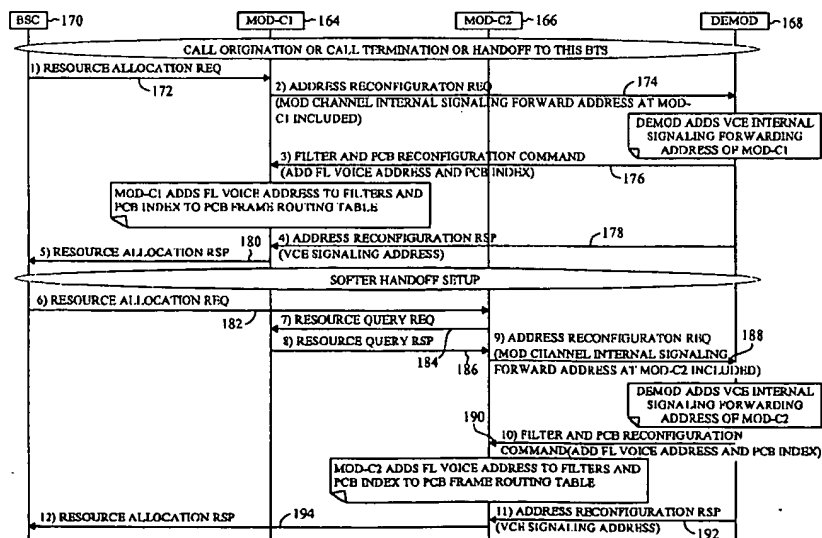 BSC 170
MOD-C1 164
MOD-C2 166
DEMOD 168
CALL ORIGINATION OR CALL TERMINATION OR HANDOFF TO THIS BTS
1) RESOURCE ALLOCATION REQ
172
2) ADDRESS RECONFIGURATON REQ
174
(MOD CHANNEL INTERNAL SIGNALING FORWARD ADDRESS AT MOD-
C1 INCLUDED)
DEMOD ADDS VCE INTERNAL
SIGNALING FORWARDING
ADDRESS OF MOD-C1
3) FILTER AND PCB RECONFIGURATION COMMAND
(ADD FL VOICE ADDRESS AND PCB INDEX)
176
MOD-C1 ADDS FL VOICE ADDRESS TO FILTERS AND
PCB INDEX TO PCB FRAME ROUTING TABLE
4) ADDRESS RECONFIGURATION RSP
178
(VCE SIGNALING ADDRESS)
5) RESOURCE ALLOCATION RSP
180
SOFTER HANDOFF SETUP
6) RESOURCE ALLOCATION REQ
182
7) RESOURCE QUERY REQ
184
8) RESOURCE QUERY RSP
186
9) ADDRESS RECONFIGURATON REQ
188
(MOD CHANNEL INTERNAL SIGNALING
FORWARD ADDRESS AT MOD-C2 INCLUDED)
DEMOD ADDS VCE INTERNAL
SIGNALING FORWARDING
ADDRESS OF MOD-C2
190
10) FILTER AND PCB RECONFIGURATION
COMMAND(ADD FL VOICE ADDRESS AND PCB INDEX)
MOD-C2 ADDS FL VOICE ADDRESS TO FILTERS AND
PCB INDEX TO PCB FRAME ROUTING TABLE
11) ADDRESS RECONFIGURATION RSP
(VCE SIGNALING ADDRESS)
192
12) RESOURCE ALLOCATION RSP
194